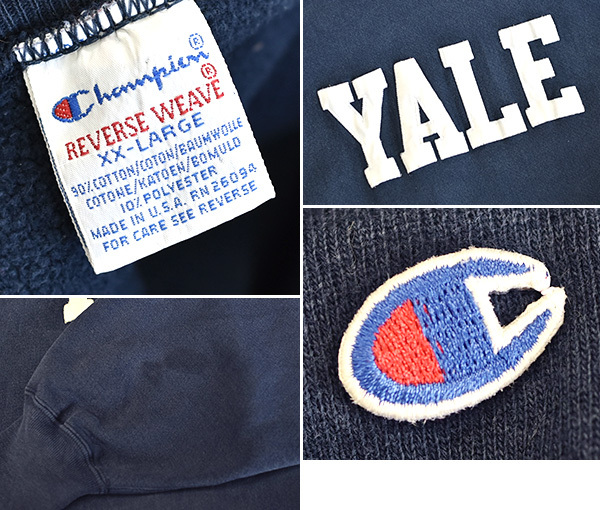 Champion®
REVERSE WEAVE®
XX-LARGE
90% COTTON/COTON/BAUMWOLLE
COTONE/KATOEN/BOMULD
10% POLYESTER
MADE IN U.S.A. RN 26094
FOR CARE SEE REVERSE
YALE